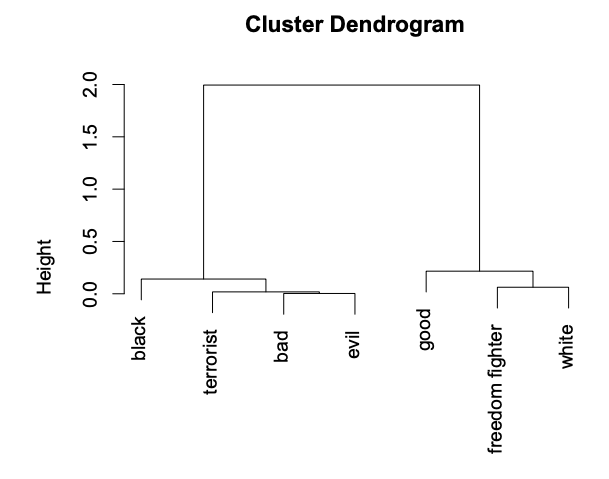 Cluster Dendrogram
Height
2.0
1.5
1.0
0.5
0.0
black
terrorist
bad
evil
good
freedom fighter
white